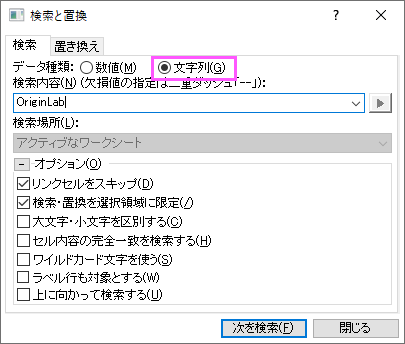 検索と置換
検索 置き換え
データ種類: 数値(M) 文字列(G)
検索内容(N) (欠損値の指定は二重ダッシュ「--」):
OriginLab
検索場所(L):
アクティブなワークシート
オプション(O)
リンクセルをスキップ(D)
検索・置換を選択領域に限定(/)
大文字・小文字を区別する(C)
セル内容の完全一致を検索する(H)
ワイルドカード文字を使う(S)
ラベル行も対象とする(W)
上に向かって検索する(U)
次を検索(F) 閉じる